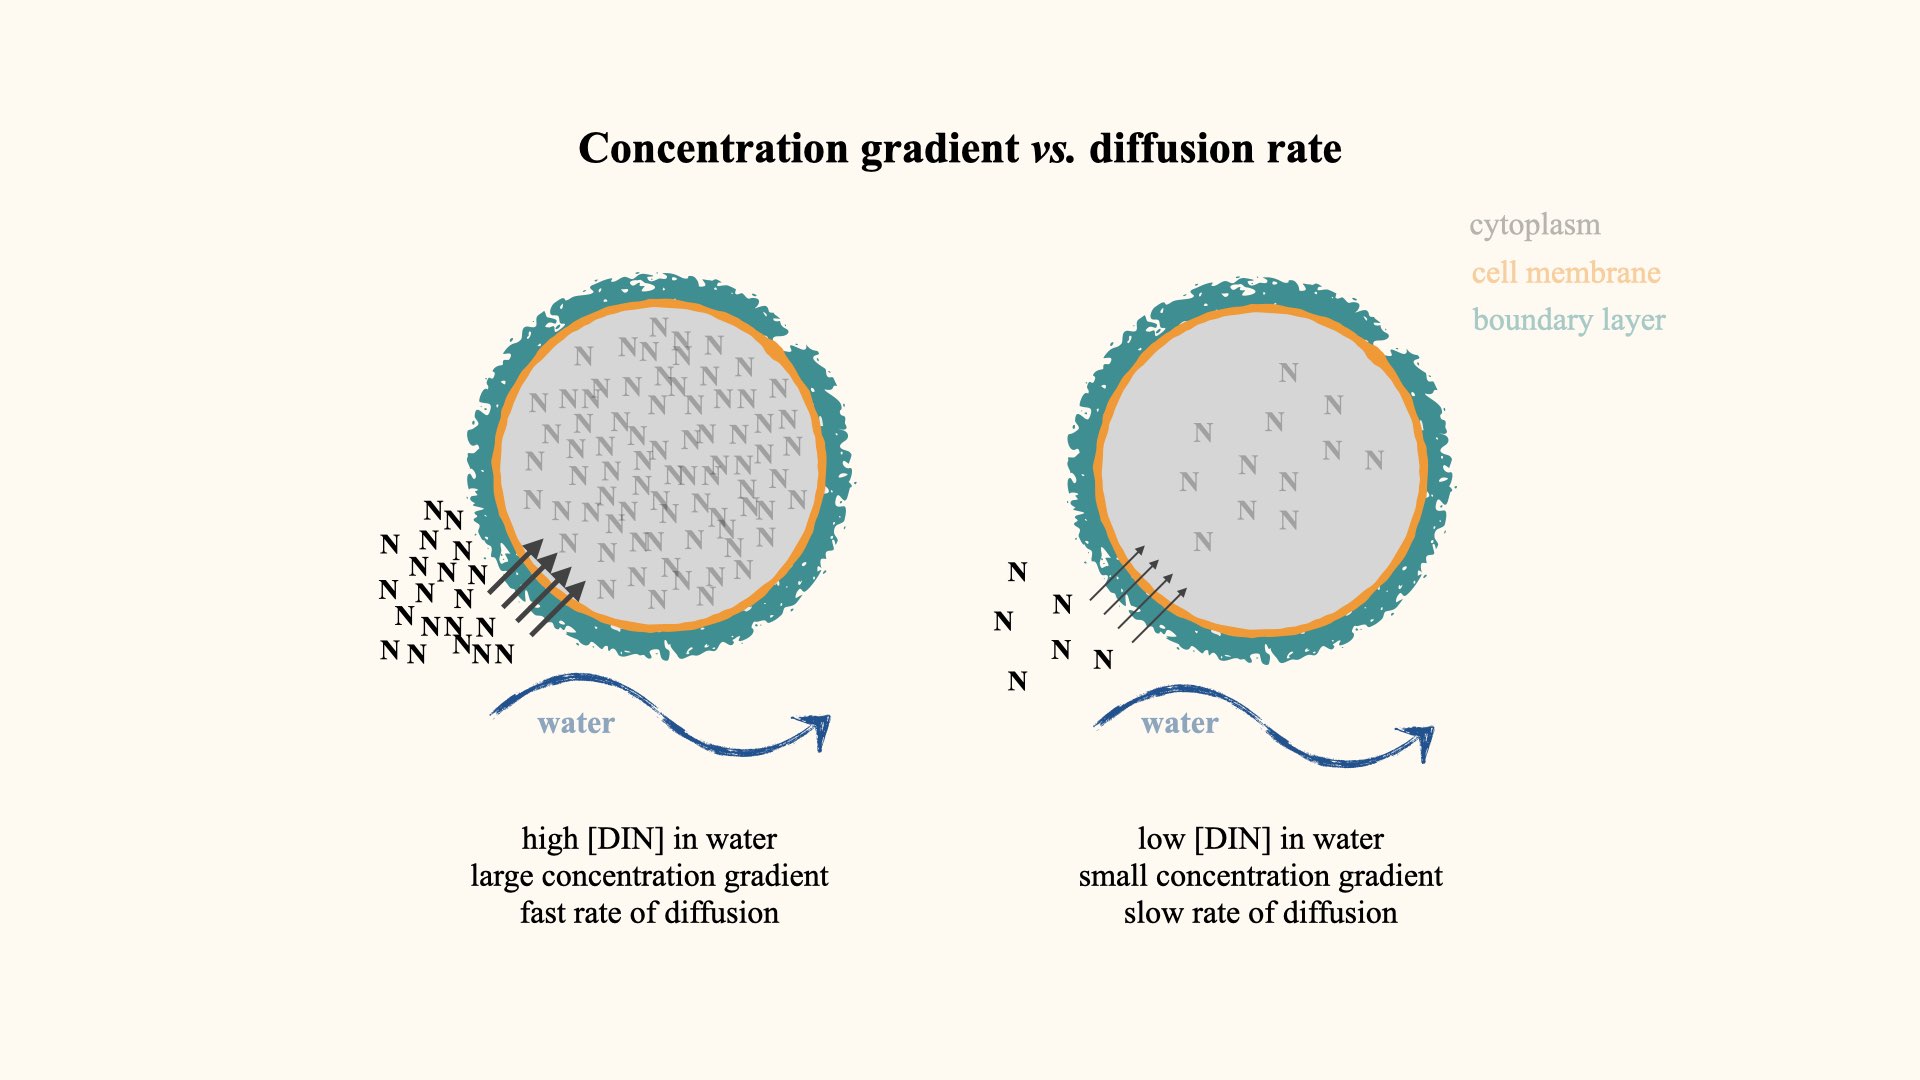 Concentration gradient vs. diffusion rate
cytoplasm
cell membrane
boundary layer
N N N N N N N N N N N N N N N N N N N N N N
N N N N N N
water
water
high [DIN] in water
large concentration gradient
fast rate of diffusion
low [DIN] in water
small concentration gradient
slow rate of diffusion